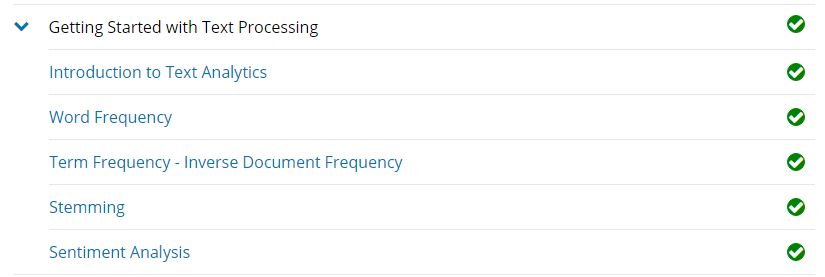 Getting Started with Text Processing
Introduction to Text Analytics
Word Frequency
Term Frequency - Inverse Document Frequency
Stemming
Sentiment Analysis